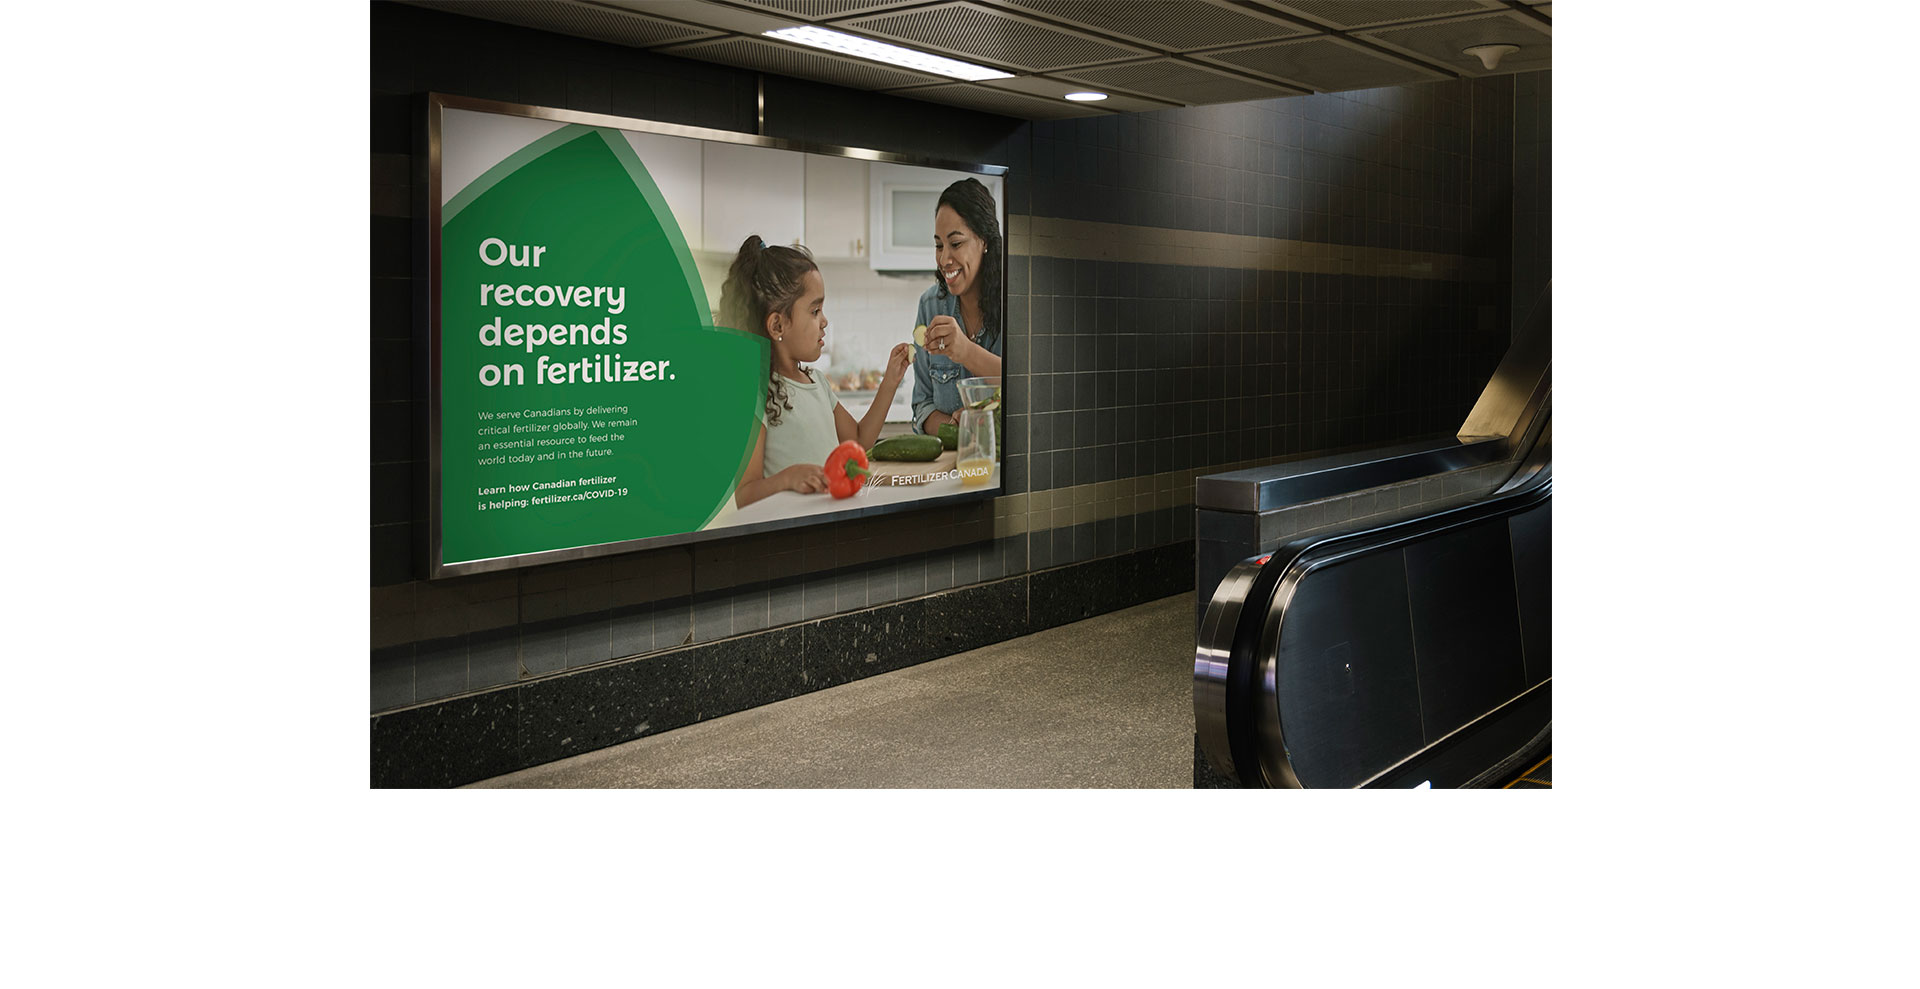 Our
recovery
depends
on fertilizer.
We serve Canadians by delivering
critical fertilizer globally. We remain
an essential resource to feed the
world today and in the future.
Learn how Canadian fertilizer
is helping: fertilizer.ca/COVID-19
FERTILIZER CANADA